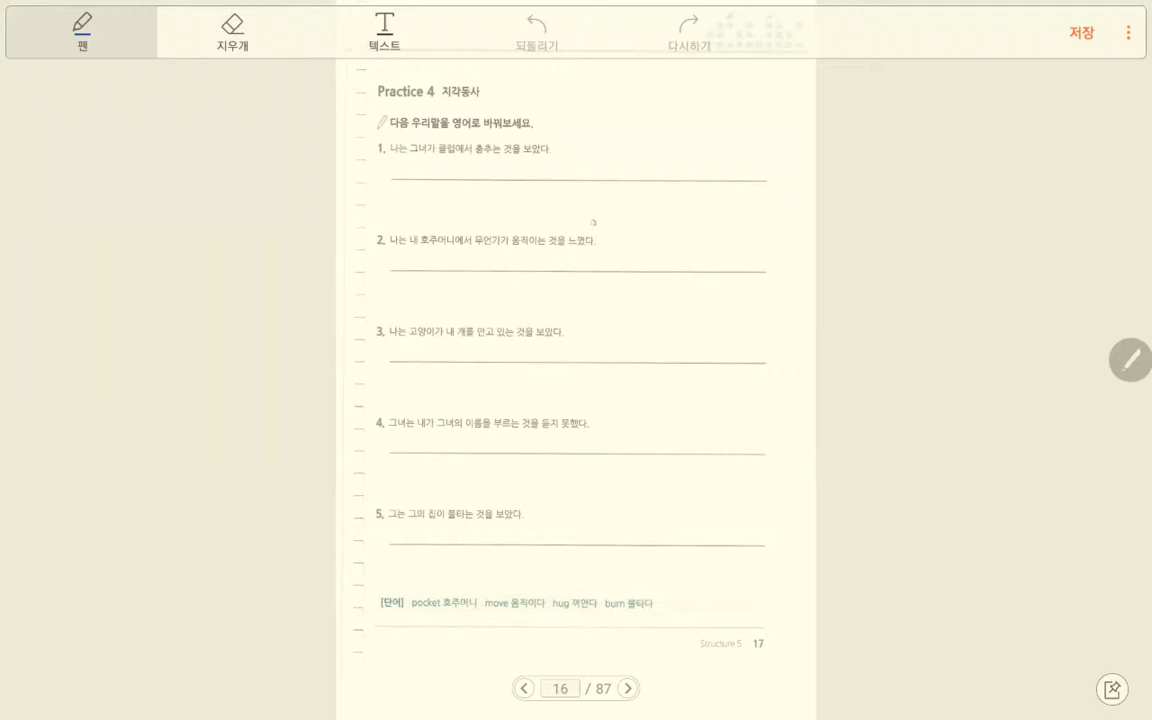 펜 지우개 텍스트 되돌리기 다시하기 저장
Practice 4 지각동사
다음 우리말을 영어로 바꿔보세요.
1. 나는 그녀가 클럽에서 춤추는 것을 보았다.
2. 나는 내 호주머니에서 무언가가 움직이는 것을 느꼈다.
3. 나는 고양이가 내 개를 안고 있는 것을 보았다.
4. 그녀는 내가 그녀의 이름을 부르는 것을 듣지 못했다.
5. 그는 그의 집이 불타는 것을 보았다.
[단어] pocket 호주머니 move 움직이다 hug 껴안다 burn 불타다
Structure 5 17
16 / 87